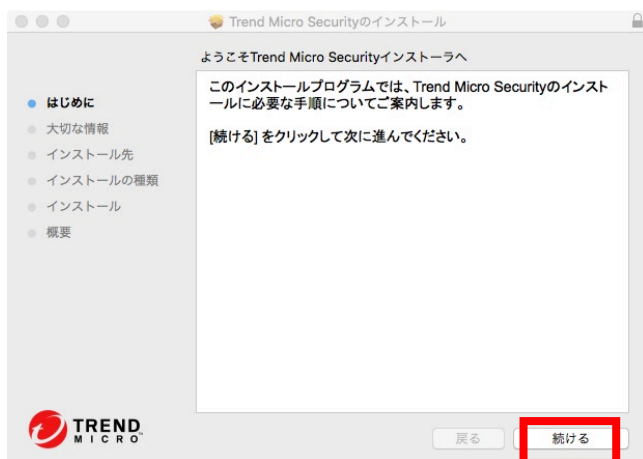 Trend Micro Securityのインストール
ようこそTrend Micro Securityインストーラへ
はじめに
大切な情報
インストール先
インストールの種類
インストール
概要
このインストールプログラムでは、Trend Micro Securityのインスト
ールに必要な手順についてご案内します。
[続ける] をクリックして次に進んでください。
TREND
MICRO™
戻る
続ける